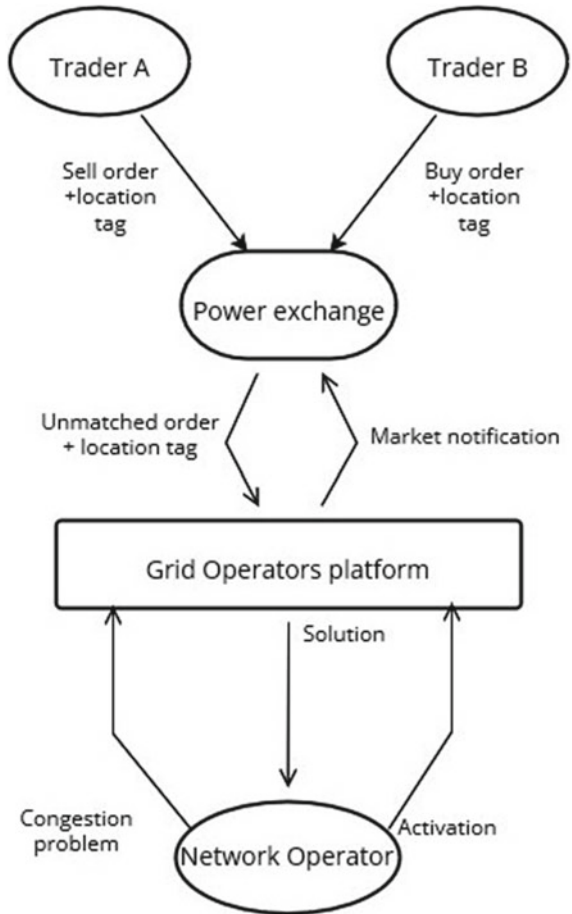 Trader A
Trader B
Sell order
+location
tag
Buy order
+location
tag
Power exchange
Unmatched order
+ location tag
Market notification
Grid Operators platform
Solution
Congestion
problem
Activation
Network Operator